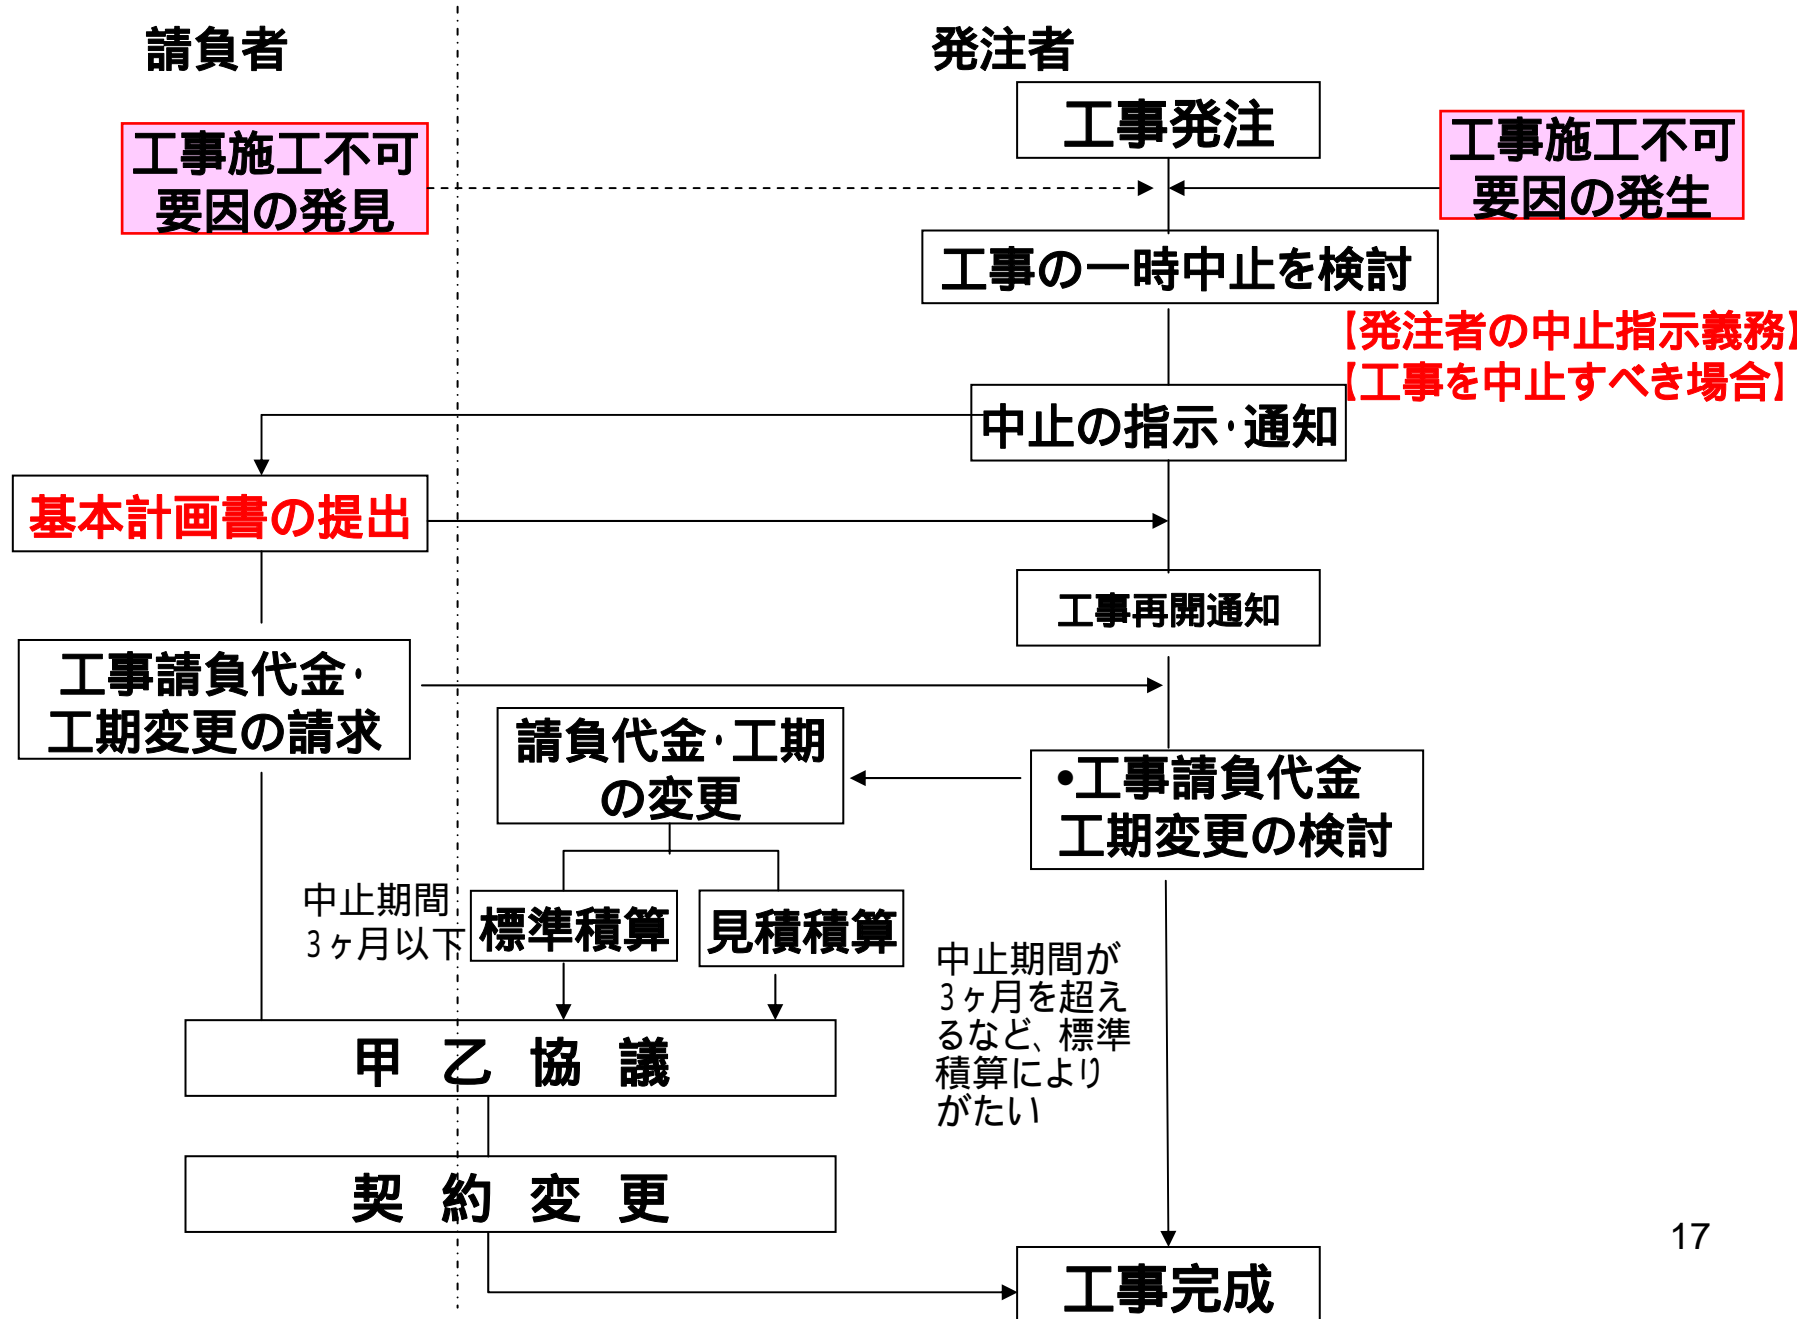 請負者
発注者
工事発注
工事施工不可
要因の発見
工事施工不可
要因の発生
工事の一時中止を検討
【発注者の中止指示義務】
【工事を中止すべき場合】
中止の指示・通知
基本計画書の提出
工事再開通知
工事請負代金・
工期変更の請求
請負代金・工期
の変更
•工事請負代金
工期変更の検討
中止期間
3ヶ月以下
標準積算
見積積算
中止期間が
3ヶ月を超え
るなど、標準
積算により
がたい
甲 乙 協 議
契 約 変 更
工事完成
17